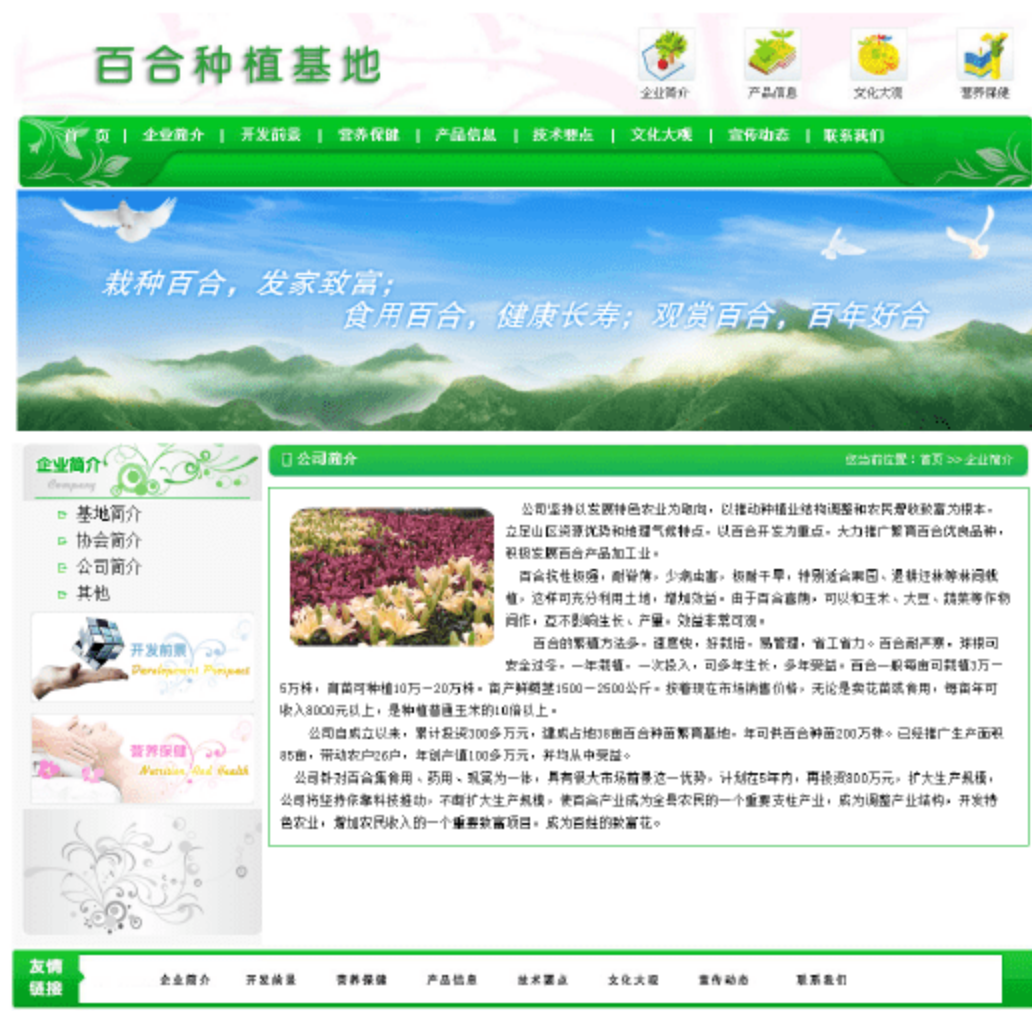 百合种植基地
企业简介 产品信息 文化大观 营养保健
首 页 | 企业简介 | 开发前景 | 营养保健 | 产品信息 | 技术要点 | 文化大观 | 宣传动态 | 联系我们
栽种百合，发家致富；
食用百合，健康长寿；观赏百合，百年好合
企业简介
Company
基地简介
协会简介
公司简介
其他
开发前景
Development Prospect
营养保健
Nutrition And Health
公司简介
您当前位置：首页 >> 企业简介
公司坚持以发展特色农业为取向，以推动种植业结构调整和农民增收致富为根本。
立足山区资源优势和地理气候特点。以百合开发为重点。大力推广繁育百合优良品种，
积极发展百合产品加工业。
百合抗性极强，耐脊薄，少病虫害，极耐干旱，特别适合果园、退耕还林等林间栽
植，这样可充分利用土地，增加效益。由于百合喜荫，可以和玉米、大豆、蔬菜等作物
间作，互不影响生长、产量。效益非常可观。
百合的繁殖方法多。速度快，好栽培。易管理，省工省力。百合耐严寒。球根可
安全过冬。一年栽植。一次投入，可多年生长，多年受益。百合一般每亩可栽植3万－
5万株，育苗可种植10万－20万株。亩产鲜鳞茎1500－2500公斤。按着现在市场销售价格，无论是卖花苗或食用，每亩年可
收入8000元以上，是种植普通玉米的10倍以上。
公司自成立以来，累计投资300多万元，建成占地38亩百合种苗繁育基地。年可供百合种苗200万株。已经推广生产面积
85亩，带动农户26户，年创产值100多万元，并均从中受益。
公司针对百合集食用、药用、观赏为一体，具有很大市场前景这一优势，计划在5年内，再投资800万元，扩大生产规模，
公司将坚持依靠科技推动，不断扩大生产规模，使百合产业成为全县农民的一个重要支柱产业，成为调整产业结构，开发特
色农业，增加农民收入的一个重要致富项目。成为百姓的致富花。
友情
链接
企业简介 开发前景 营养保健 产品信息 技术要点 文化大观 宣传动态 联系我们